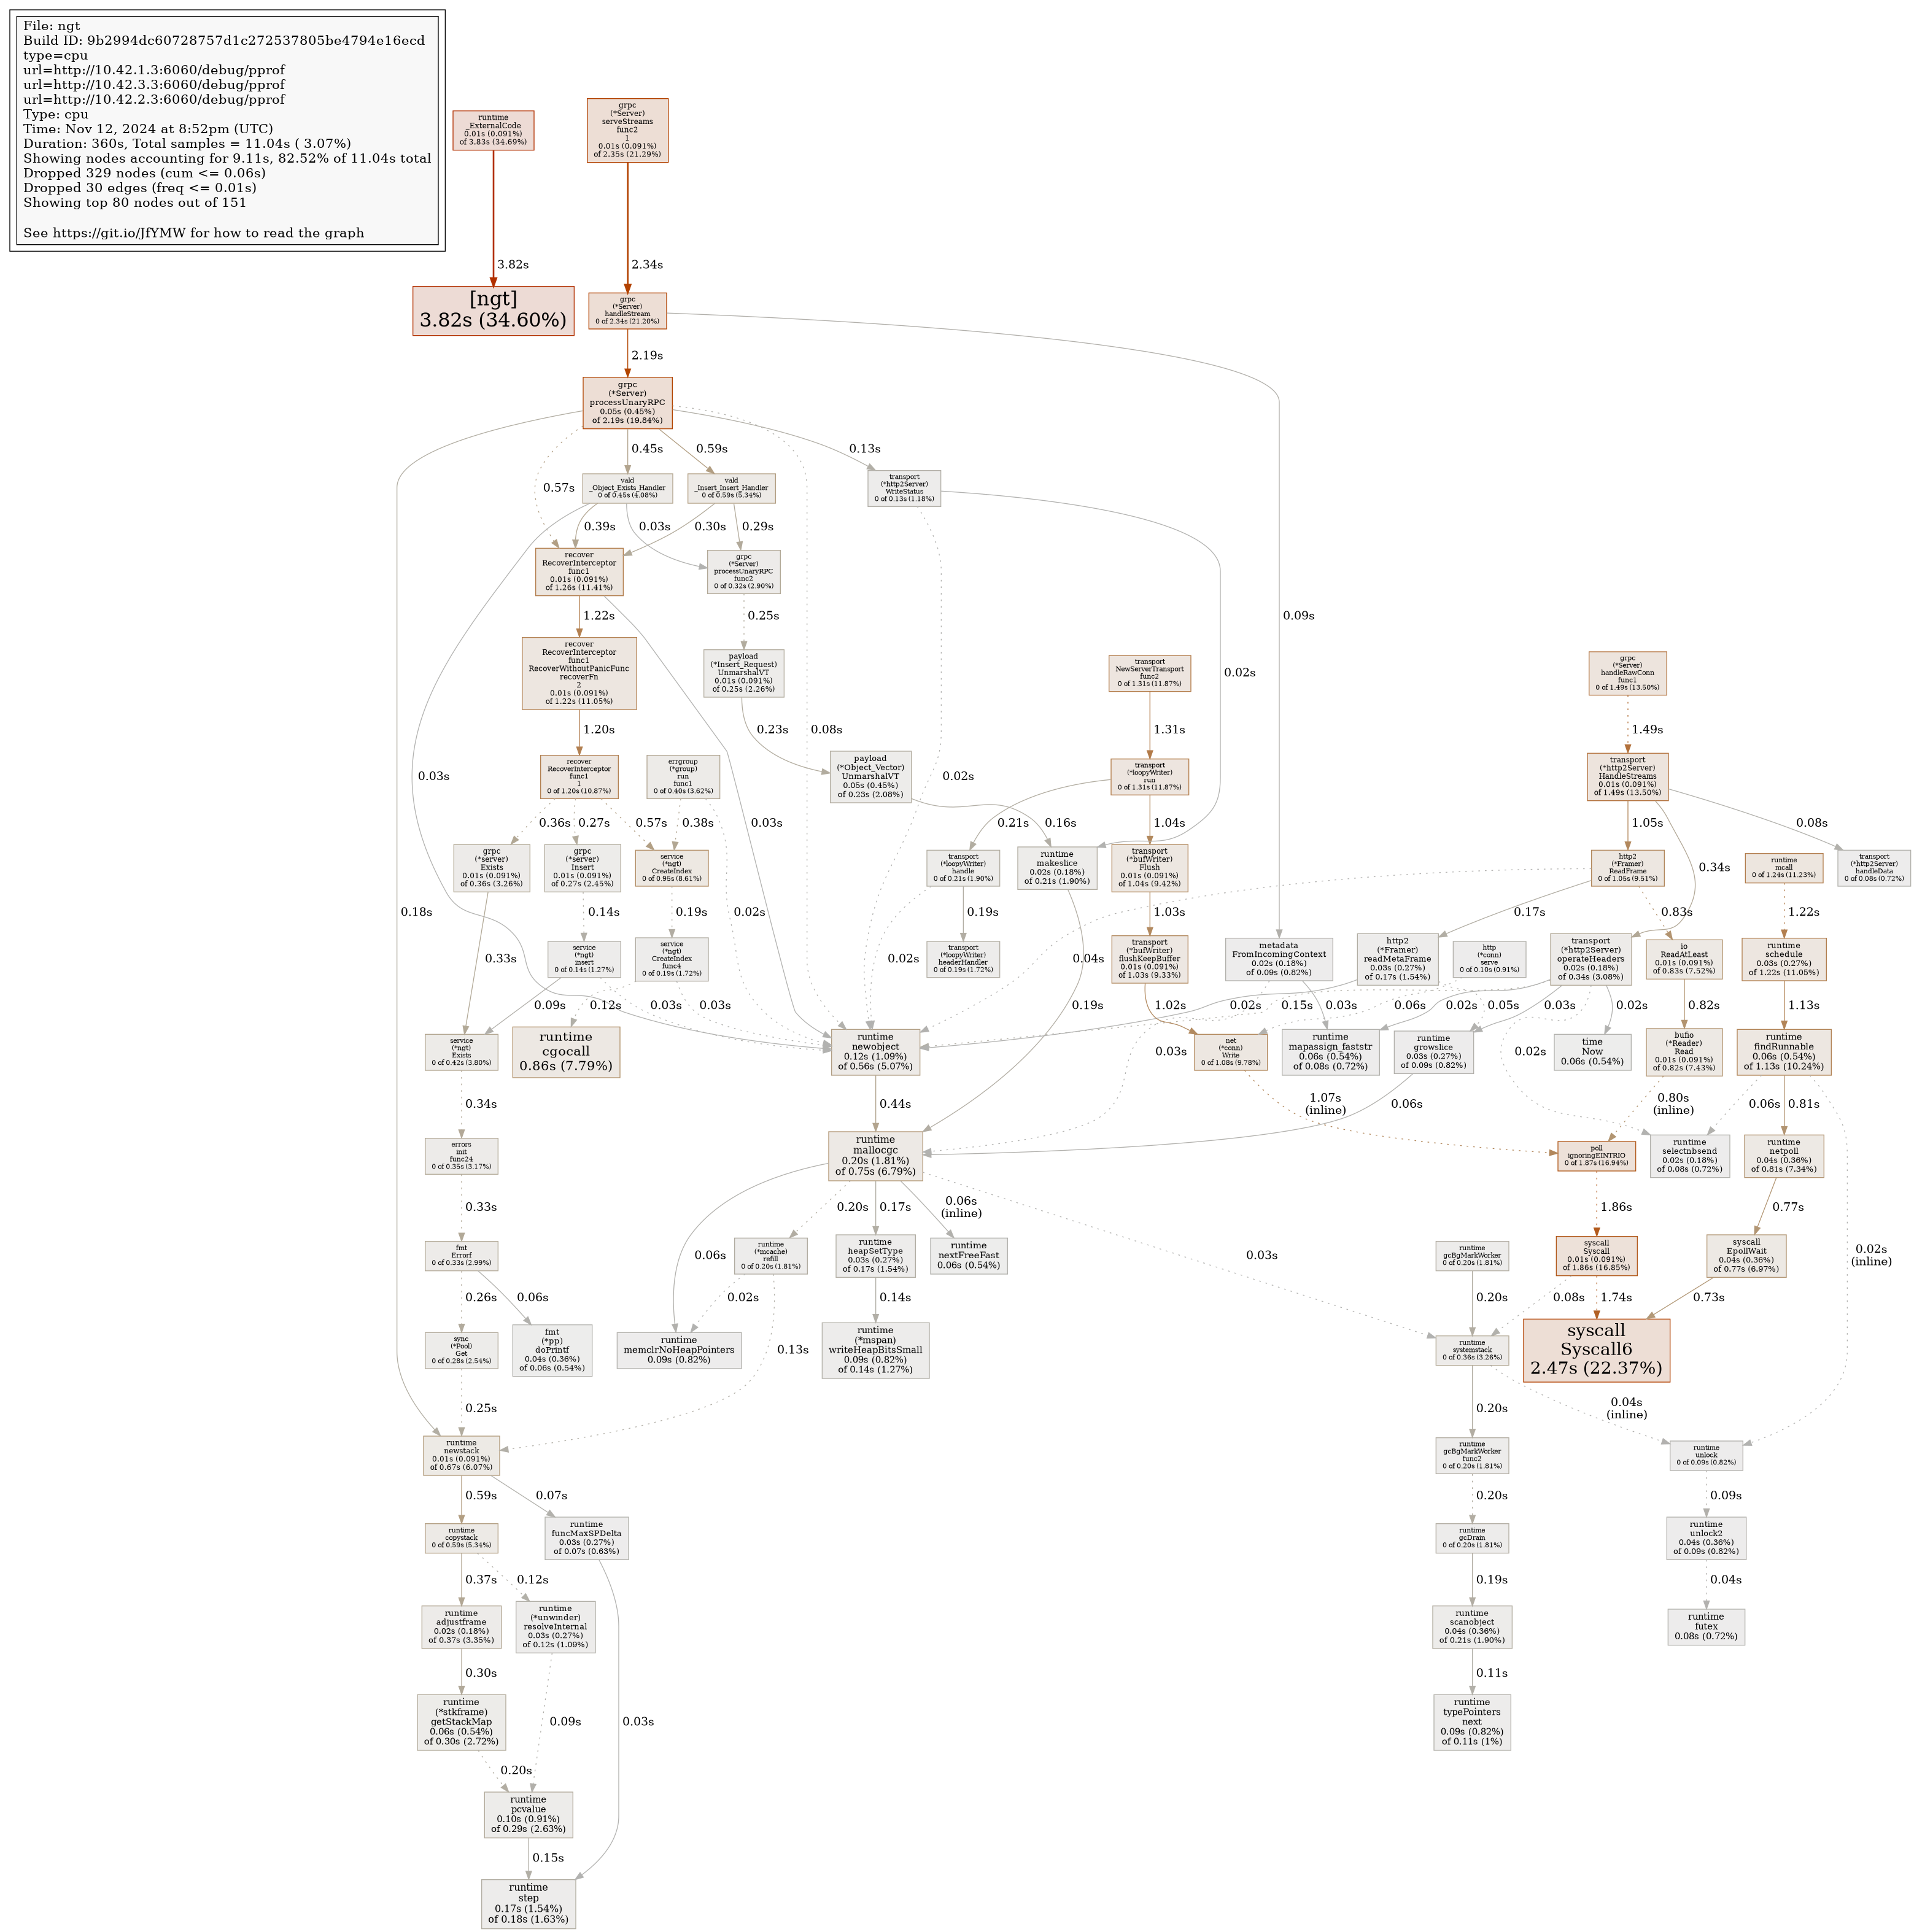 File: ngt
Build ID: 9b2994dc60728757d1c272537805be4794e16ecd
type=cpu
url=http://10.42.1.3:6060/debug/pprof
url=http://10.42.3.3:6060/debug/pprof
url=http://10.42.2.3:6060/debug/pprof
Type: cpu
Time: Nov 12, 2024 at 8:52pm (UTC)
Duration: 360s, Total samples = 11.04s ( 3.07%)
Showing nodes accounting for 9.11s, 82.52% of 11.04s total
Dropped 329 nodes (cum <= 0.06s)
Dropped 30 edges (freq <= 0.01s)
Showing top 80 nodes out of 151
See https://git.io/JfYMW for how to read the graph
runtime
_ExternalCode
0.01s (0.091%)
of 3.83s (34.69%)
grpc
(*Server)
serveStreams
func2
1
0.01s (0.091%)
of 2.35s (21.29%)
3.82s
2.34s
[ngt]
3.82s (34.60%)
grpc
(*Server)
handleStream
0 of 2.34s (21.20%)
2.19s
0.09s
grpc
(*Server)
processUnaryRPC
0.05s (0.45%)
of 2.19s (19.84%)
0.18s
0.57s
0.45s
0.59s
0.08s
0.13s
vald
_Object_Exists_Handler
0 of 0.45s (4.08%)
vald
_Insert_Insert_Handler
0 of 0.59s (5.34%)
transport
(*http2Server)
WriteStatus
0 of 0.13s (1.18%)
0.03s
0.39s
0.03s
0.30s
0.29s
0.02s
0.02s
recover
RecoverInterceptor
func1
0.01s (0.091%)
of 1.26s (11.41%)
grpc
(*Server)
processUnaryRPC
func2
0 of 0.32s (2.90%)
1.22s
0.03s
0.25s
recover
RecoverInterceptor
func1
RecoverWithoutPanicFunc
recoverFn
2
0.01s (0.091%)
of 1.22s (11.05%)
payload
(*Insert_Request)
UnmarshalVT
0.01s (0.091%)
of 0.25s (2.26%)
transport
NewServerTransport
func2
0 of 1.31s (11.87%)
grpc
(*Server)
handleRawConn
func1
0 of 1.49s (13.50%)
1.20s
0.23s
1.31s
1.49s
recover
RecoverInterceptor
func1
1
0 of 1.20s (10.87%)
errgroup
(*group)
run
func1
0 of 0.40s (3.62%)
payload
(*Object_Vector)
UnmarshalVT
0.05s (0.45%)
of 0.23s (2.08%)
transport
(*loopyWriter)
run
0 of 1.31s (11.87%)
transport
(*http2Server)
HandleStreams
0.01s (0.091%)
of 1.49s (13.50%)
0.36s
0.27s
0.57s
0.38s
0.02s
0.16s
0.21s
1.04s
1.05s
0.34s
0.08s
grpc
(*server)
Exists
0.01s (0.091%)
of 0.36s (3.26%)
grpc
(*server)
Insert
0.01s (0.091%)
of 0.27s (2.45%)
service
(*ngt)
CreateIndex
0 of 0.95s (8.61%)
transport
(*loopyWriter)
handle
0 of 0.21s (1.90%)
runtime
makeslice
0.02s (0.18%)
of 0.21s (1.90%)
transport
(*bufWriter)
Flush
0.01s (0.091%)
of 1.04s (9.42%)
http2
(*Framer)
ReadFrame
0 of 1.05s (9.51%)
runtime
mcall
0 of 1.24s (11.23%)
transport
(*http2Server)
handleData
0 of 0.08s (0.72%)
0.33s
0.14s
0.19s
0.02s
0.19s
0.19s
1.03s
0.04s
0.17s
0.83s
1.22s
service
(*ngt)
insert
0 of 0.14s (1.27%)
service
(*ngt)
CreateIndex
func4
0 of 0.19s (1.72%)
transport
(*loopyWriter)
headerHandler
0 of 0.19s (1.72%)
transport
(*bufWriter)
flushKeepBuffer
0.01s (0.091%)
of 1.03s (9.33%)
metadata
FromIncomingContext
0.02s (0.18%)
of 0.09s (0.82%)
http2
(*Framer)
readMetaFrame
0.03s (0.27%)
of 0.17s (1.54%)
http
(*conn)
serve
0 of 0.10s (0.91%)
transport
(*http2Server)
operateHeaders
0.02s (0.18%)
of 0.34s (3.08%)
io
ReadAtLeast
0.01s (0.091%)
of 0.83s (7.52%)
runtime
schedule
0.03s (0.27%)
of 1.22s (11.05%)
0.09s
0.03s
0.12s
0.03s
1.02s
0.03s
0.03s
0.02s
0.15s
0.06s
0.02s
0.05s
0.03s
0.02s
0.02s
0.82s
1.13s
service
(*ngt)
Exists
0 of 0.42s (3.80%)
runtime
cgocall
0.86s (7.79%)
runtime
newobject
0.12s (1.09%)
of 0.56s (5.07%)
net
(*conn)
Write
0 of 1.08s (9.78%)
runtime
mapassign_faststr
0.06s (0.54%)
of 0.08s (0.72%)
runtime
growslice
0.03s (0.27%)
of 0.09s (0.82%)
time
Now
0.06s (0.54%)
bufio
(*Reader)
Read
0.01s (0.091%)
of 0.82s (7.43%)
runtime
findRunnable
0.06s (0.54%)
of 1.13s (10.24%)
0.34s
0.44s
1.07s
(inline)
0.06s
0.80s
(inline)
0.06s
0.81s
0.02s
(inline)
errors
init
func24
0 of 0.35s (3.17%)
runtime
mallocgc
0.20s (1.81%)
of 0.75s (6.79%)
poll
ignoringEINTRIO
0 of 1.87s (16.94%)
runtime
selectnbsend
0.02s (0.18%)
of 0.08s (0.72%)
runtime
netpoll
0.04s (0.36%)
of 0.81s (7.34%)
0.33s
0.06s
0.20s
0.17s
0.06s
(inline)
0.03s
1.86s
0.77s
fmt
Errorf
0 of 0.33s (2.99%)
runtime
(*mcache)
refill
0 of 0.20s (1.81%)
runtime
heapSetType
0.03s (0.27%)
of 0.17s (1.54%)
runtime
nextFreeFast
0.06s (0.54%)
runtime
gcBgMarkWorker
0 of 0.20s (1.81%)
syscall
Syscall
0.01s (0.091%)
of 1.86s (16.85%)
syscall
EpollWait
0.04s (0.36%)
of 0.77s (6.97%)
0.26s
0.06s
0.02s
0.13s
0.14s
0.20s
0.08s
1.74s
0.73s
sync
(*Pool)
Get
0 of 0.28s (2.54%)
fmt
(*pp)
doPrintf
0.04s (0.36%)
of 0.06s (0.54%)
runtime
memclrNoHeapPointers
0.09s (0.82%)
runtime
(*mspan)
writeHeapBitsSmall
0.09s (0.82%)
of 0.14s (1.27%)
runtime
systemstack
0 of 0.36s (3.26%)
syscall
Syscall6
2.47s (22.37%)
0.25s
0.20s
0.04s
(inline)
runtime
newstack
0.01s (0.091%)
of 0.67s (6.07%)
runtime
gcBgMarkWorker
func2
0 of 0.20s (1.81%)
runtime
unlock
0 of 0.09s (0.82%)
0.59s
0.07s
0.20s
0.09s
runtime
copystack
0 of 0.59s (5.34%)
runtime
funcMaxSPDelta
0.03s (0.27%)
of 0.07s (0.63%)
runtime
gcDrain
0 of 0.20s (1.81%)
runtime
unlock2
0.04s (0.36%)
of 0.09s (0.82%)
0.37s
0.12s
0.03s
0.19s
0.04s
runtime
adjustframe
0.02s (0.18%)
of 0.37s (3.35%)
runtime
(*unwinder)
resolveInternal
0.03s (0.27%)
of 0.12s (1.09%)
runtime
scanobject
0.04s (0.36%)
of 0.21s (1.90%)
runtime
futex
0.08s (0.72%)
0.30s
0.09s
0.11s
runtime
(*stkframe)
getStackMap
0.06s (0.54%)
of 0.30s (2.72%)
runtime
typePointers
next
0.09s (0.82%)
of 0.11s (1%)
0.20s
runtime
pcvalue
0.10s (0.91%)
of 0.29s (2.63%)
0.15s
runtime
step
0.17s (1.54%)
of 0.18s (1.63%)